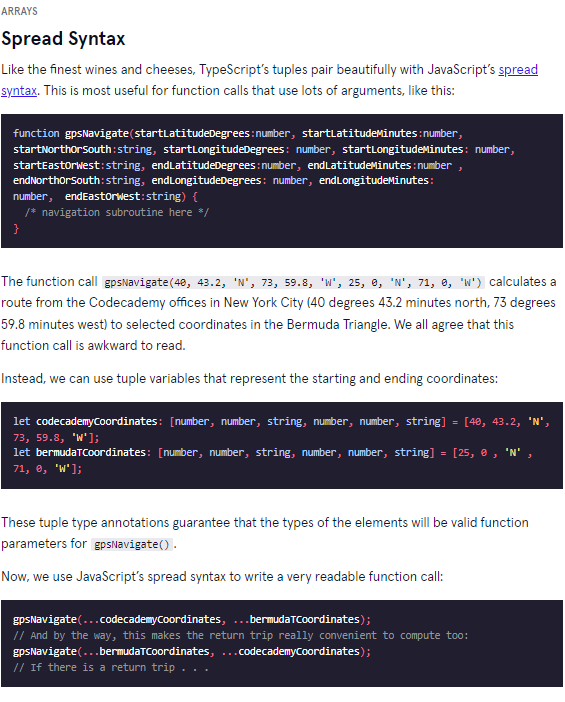 ARRAYS
Spread Syntax
Like the finest wines and cheeses, TypeScript's tuples pair beautifully with JavaScript's spread
syntax. This is most useful for function calls that use lots of arguments, like this:
function gpsNavigate(startLatitudeDegrees:number, startLatitudeMinutes:number,
startNorthOrSouth:string, startLongitudeDegrees: number, startLongitudeMinutes: number,
startEastOrWest:string, endLatitudeDegrees:number, endLatitudeMinutes:number ,
endNorthOrSouth:string, endLongitudeDegrees: number, endLongitudeMinutes:
number,  endEastOrWest:string) {
  /* navigation subroutine here */
}
The function call gpsNavigate(40, 43.2, 'N', 73, 59.8, 'W', 25, 0, 'N', 71, 0, 'W') calculates a
route from the Codecademy offices in New York City (40 degrees 43.2 minutes north, 73 degrees
59.8 minutes west) to selected coordinates in the Bermuda Triangle. We all agree that this
function call is awkward to read.
Instead, we can use tuple variables that represent the starting and ending coordinates:
let codecademyCoordinates: [number, number, string, number, number, string] = [40, 43.2, 'N',
73, 59.8, 'W'];
let bermudaTCoordinates: [number, number, string, number, number, string] = [25, 0 , 'N' ,
71, 0, 'W'];
These tuple type annotations guarantee that the types of the elements will be valid function
parameters for gpsNavigate().
Now, we use JavaScript's spread syntax to write a very readable function call:
gpsNavigate(...codecademyCoordinates, ...bermudaTCoordinates);
// And by the way, this makes the return trip really convenient to compute too:
gpsNavigate(...bermudaTCoordinates, ...codecademyCoordinates);
// If there is a return trip . . .